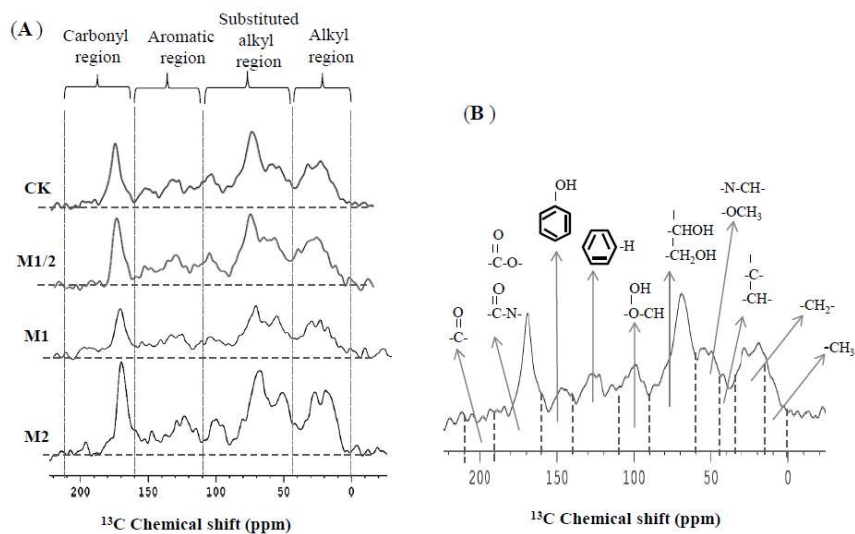 (A)
Carbonyl region
Aromatic region
Substituted alkyl region
Alkyl region
CK
M1/2
M1
M2
200 150 100 50 0
¹³C Chemical shift (ppm)
(B)
OH
-H
O
-C-O-
O
-C-N-
O
-C-
OH
-O-CH
-CHOH
-CH₂OH
-N-CH-
-OCH₃
-C-
-CH-
-CH₂-
-CH₃
200 150 100 50 0
¹³C Chemical shift (ppm)